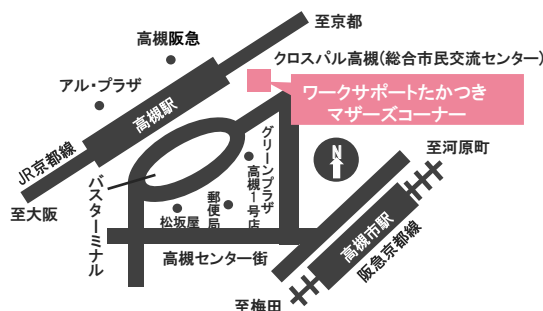 至京都
高槻阪急
クロスパル高槻(総合市民交流センター)
アル・プラザ
ワークサポートたかつき
マザーズコーナー
高槻駅
JR京都線
グリーンプラザ
高槻1号店
N
至河原町
至大阪
バスターミナル
松坂屋
郵便局
高槻市駅
阪急京都線
高槻センター街
至梅田